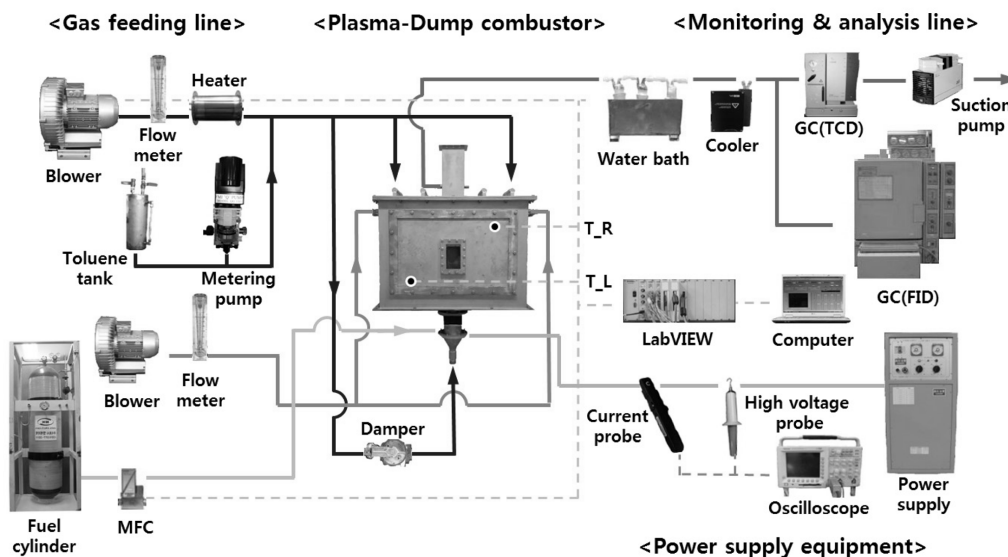 <Gas feeding line>
<Plasma-Dump combustor>
<Monitoring & analysis line>
Heater
Flow
meter
Blower
Toluene
tank
Metering
pump
Water bath
Cooler
GC(TCD)
Suction
pump
T_R
T_L
GC(FID)
LabVIEW
Computer
Blower
Flow
meter
Damper
Current
probe
High voltage
probe
Oscilloscope
Power
supply
Fuel
cylinder
MFC
<Power supply equipment>